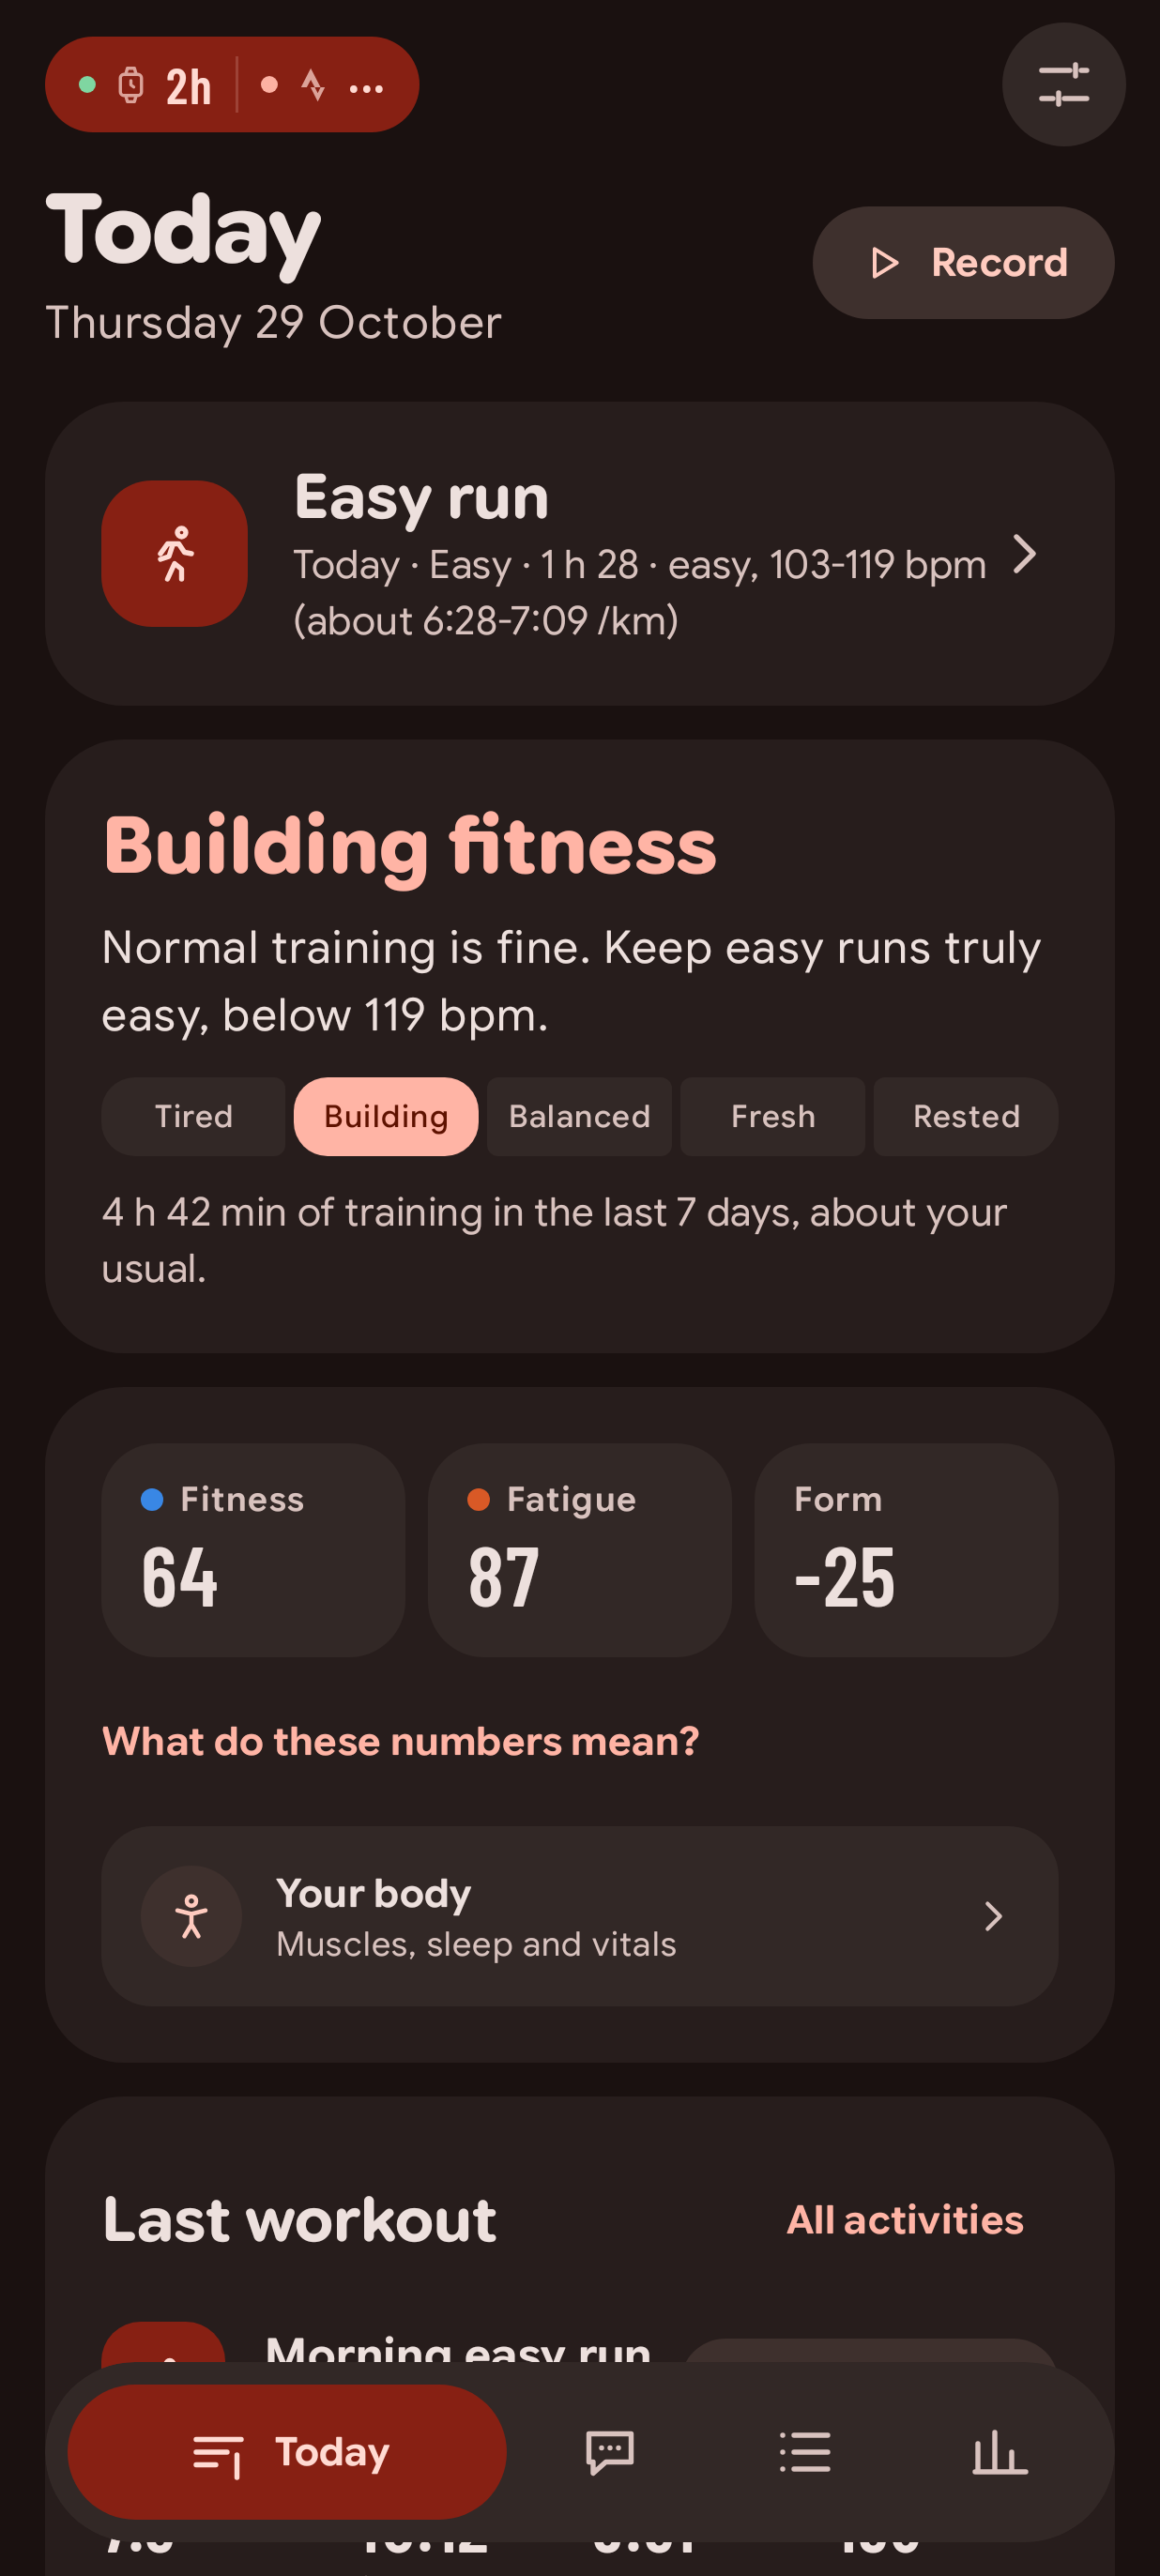 2h ...
Today
Record
Thursday 29 October
Easy run
Today · Easy · 1 h 28 · easy, 103-119 bpm
(about 6:28-7:09 /km)
Building fitness
Normal training is fine. Keep easy runs truly
easy, below 119 bpm.
Tired Building Balanced Fresh Rested
4 h 42 min of training in the last 7 days, about your
usual.
Fitness Fatigue Form
64 87 -25
What do these numbers mean?
Your body
Muscles, sleep and vitals
Last workout All activities
Morning easy run
Today